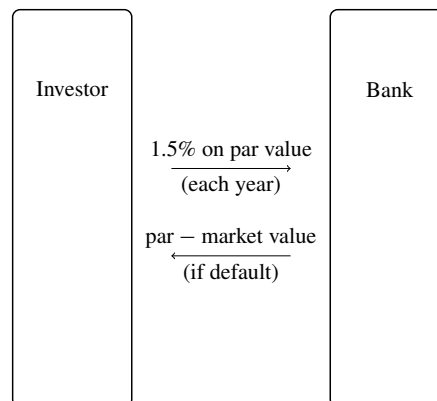 Investor
Bank
1.5% on par value
(each year)
par − market value
(if default)